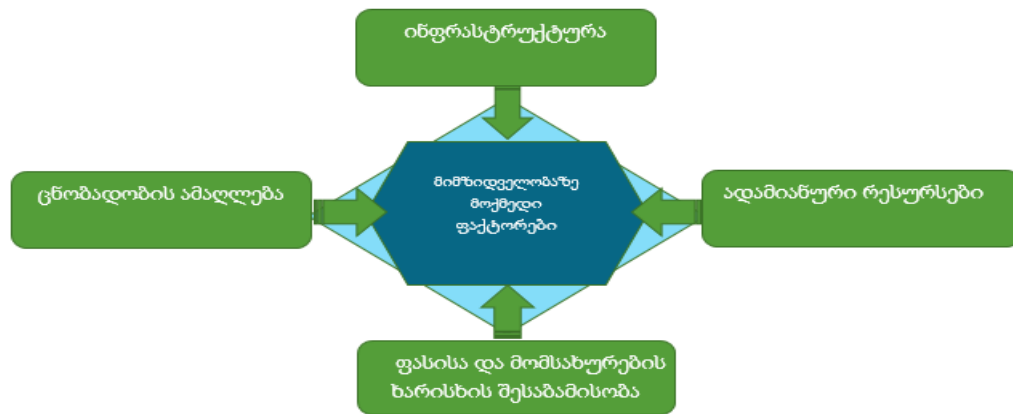 ინფრასტრუქტურა
ცნობადობის ამაღლება
მიმზიდველობაზე
მოქმედი
ფაქტორები
ადამიანური რესურსები
ფასისა და მომსახურების
ხარისხის შესაბამისობა